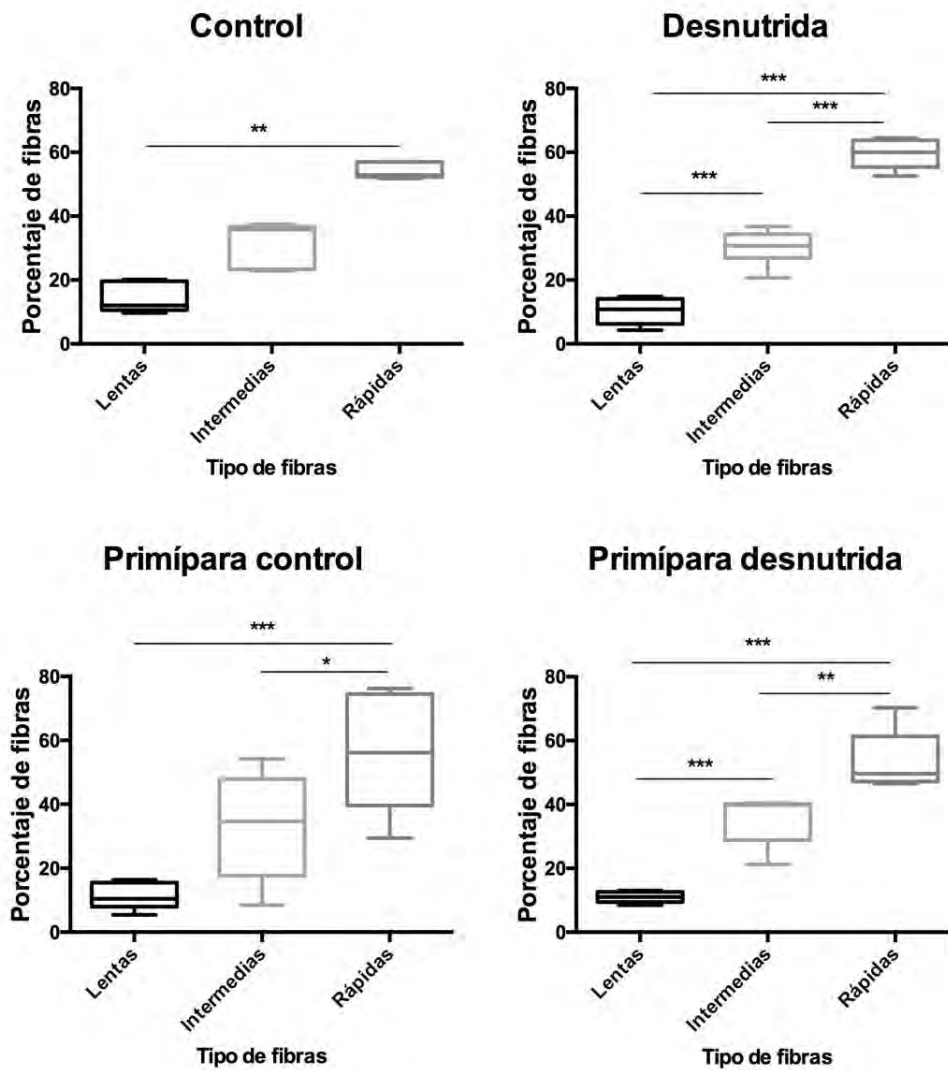 Control
Porcentaje de fibras
80
60
40
20
0
**
Lentas
Intermedias
Rápidas
Tipo de fibras
Desnutrida
Porcentaje de fibras
80
60
40
20
0
***
***
***
Lentas
Intermedias
Rápidas
Tipo de fibras
Primípara control
Porcentaje de fibras
80
60
40
20
0
***
*
Lentas
Intermedias
Rápidas
Tipo de fibras
Primípara desnutrida
Porcentaje de fibras
80
60
40
20
0
***
**
***
Lentas
Intermedias
Rápidas
Tipo de fibras